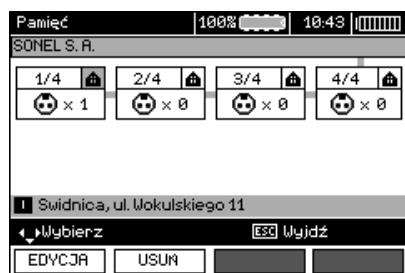 Pamięć 100% 10:43
SONEL S. A.
1/4 2/4 3/4 4/4
x 1 x 0 x 0 x 0
I Swidnica, ul. Wokulskiego 11
Wybierz ESC Wyjdź
EDYCJA USUŃ